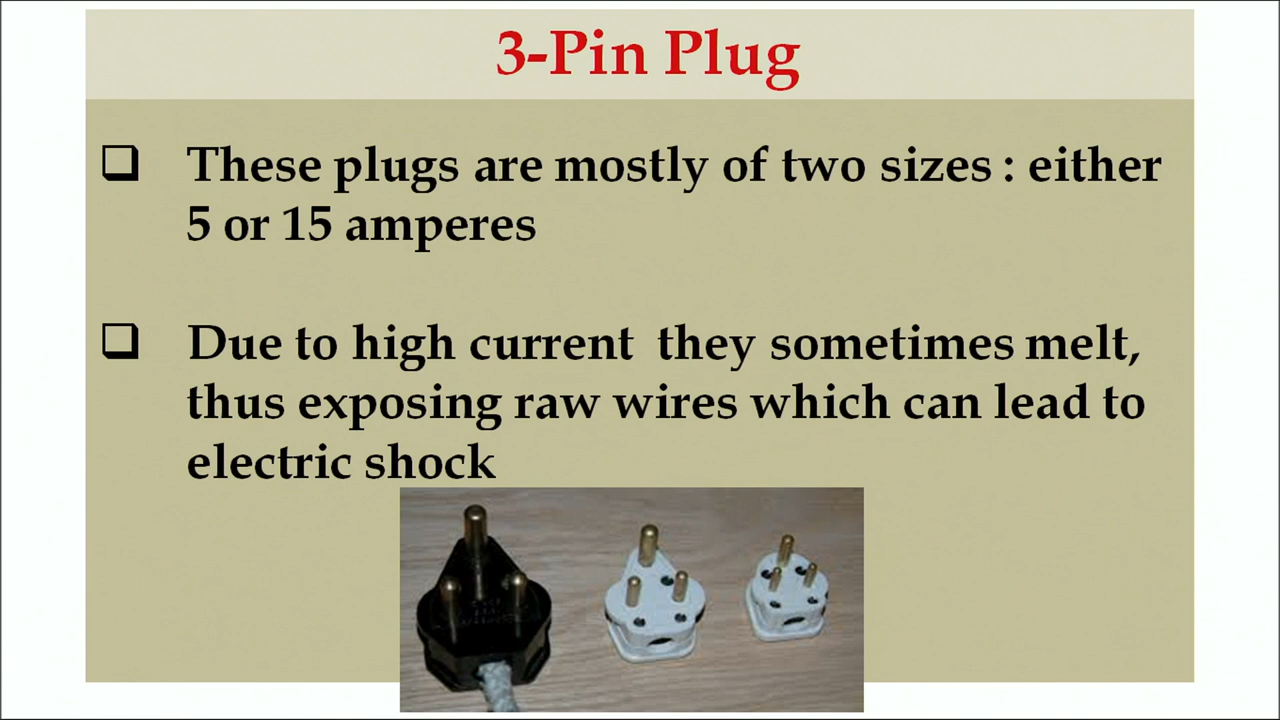 3-Pin Plug
❑ These plugs are mostly of two sizes : either
5 or 15 amperes
❑ Due to high current they sometimes melt,
thus exposing raw wires which can lead to
electric shock